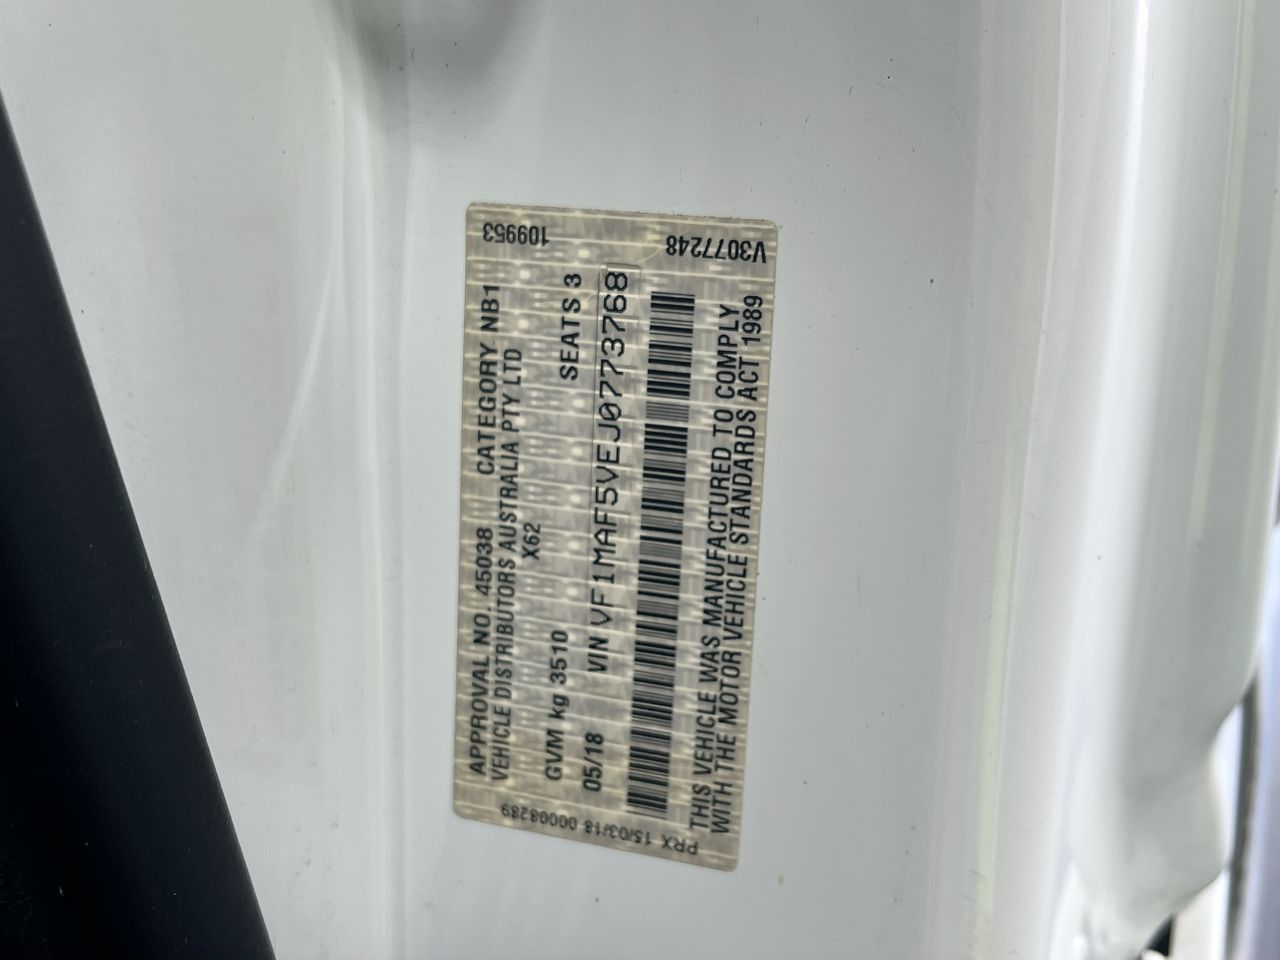 APPROVAL NO. 45038 CATEGORY NB1
VEHICLE DISTRIBUTORS AUSTRALIA PTY LTD
X62
GVM kg 3510 SEATS 3
05/18 VIN VF1MAF5VEJ0773768
THIS VEHICLE WAS MANUFACTURED TO COMPLY
WITH THE MOTOR VEHICLE STANDARDS ACT 1989
109953
V3077248
PRX 15/03/18 00008289